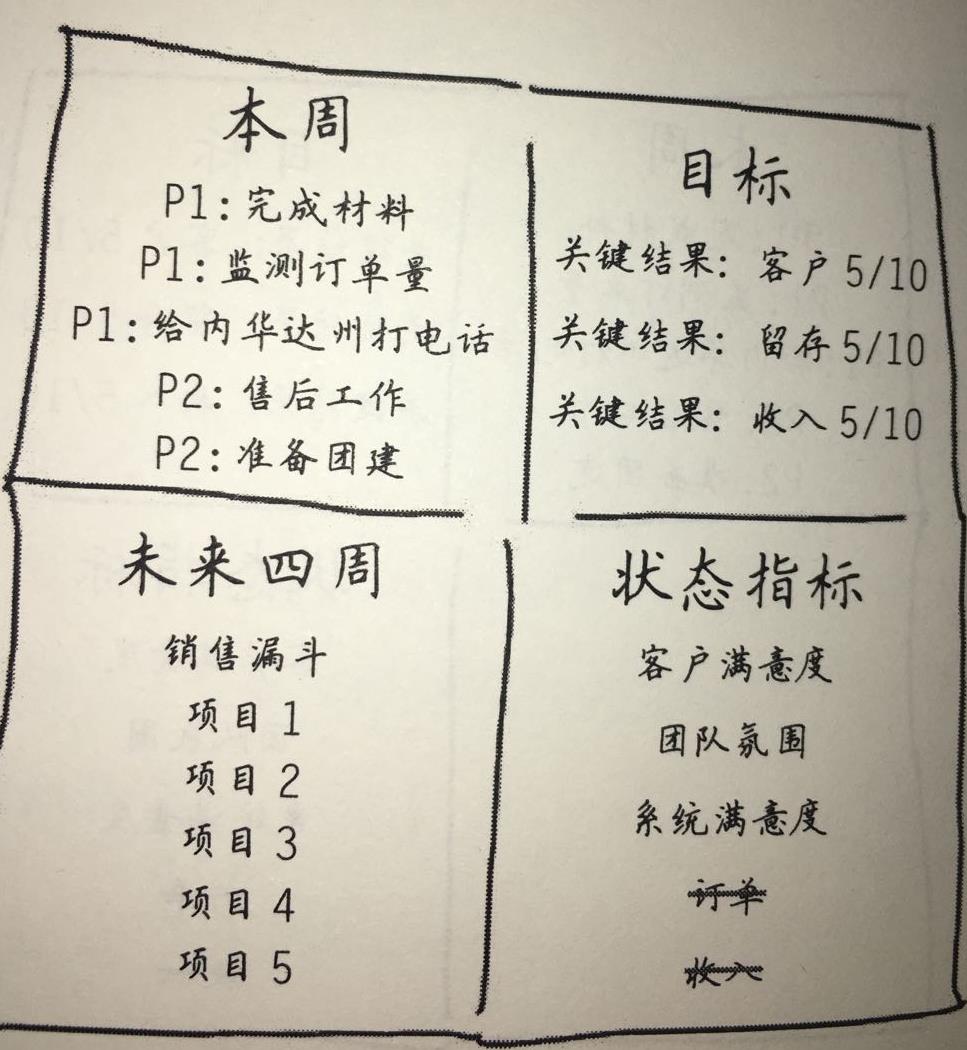 本周
P1：完成材料
P1：监测订单量
P1：给内华达州打电话
P2：售后工作
P2：准备团建
目标
关键结果：客户 5/10
关键结果：留存 5/10
关键结果：收入 5/10
未来四周
销售漏斗
项目 1
项目 2
项目 3
项目 4
项目 5
状态指标
客户满意度
团队氛围
系统满意度
订单
收入